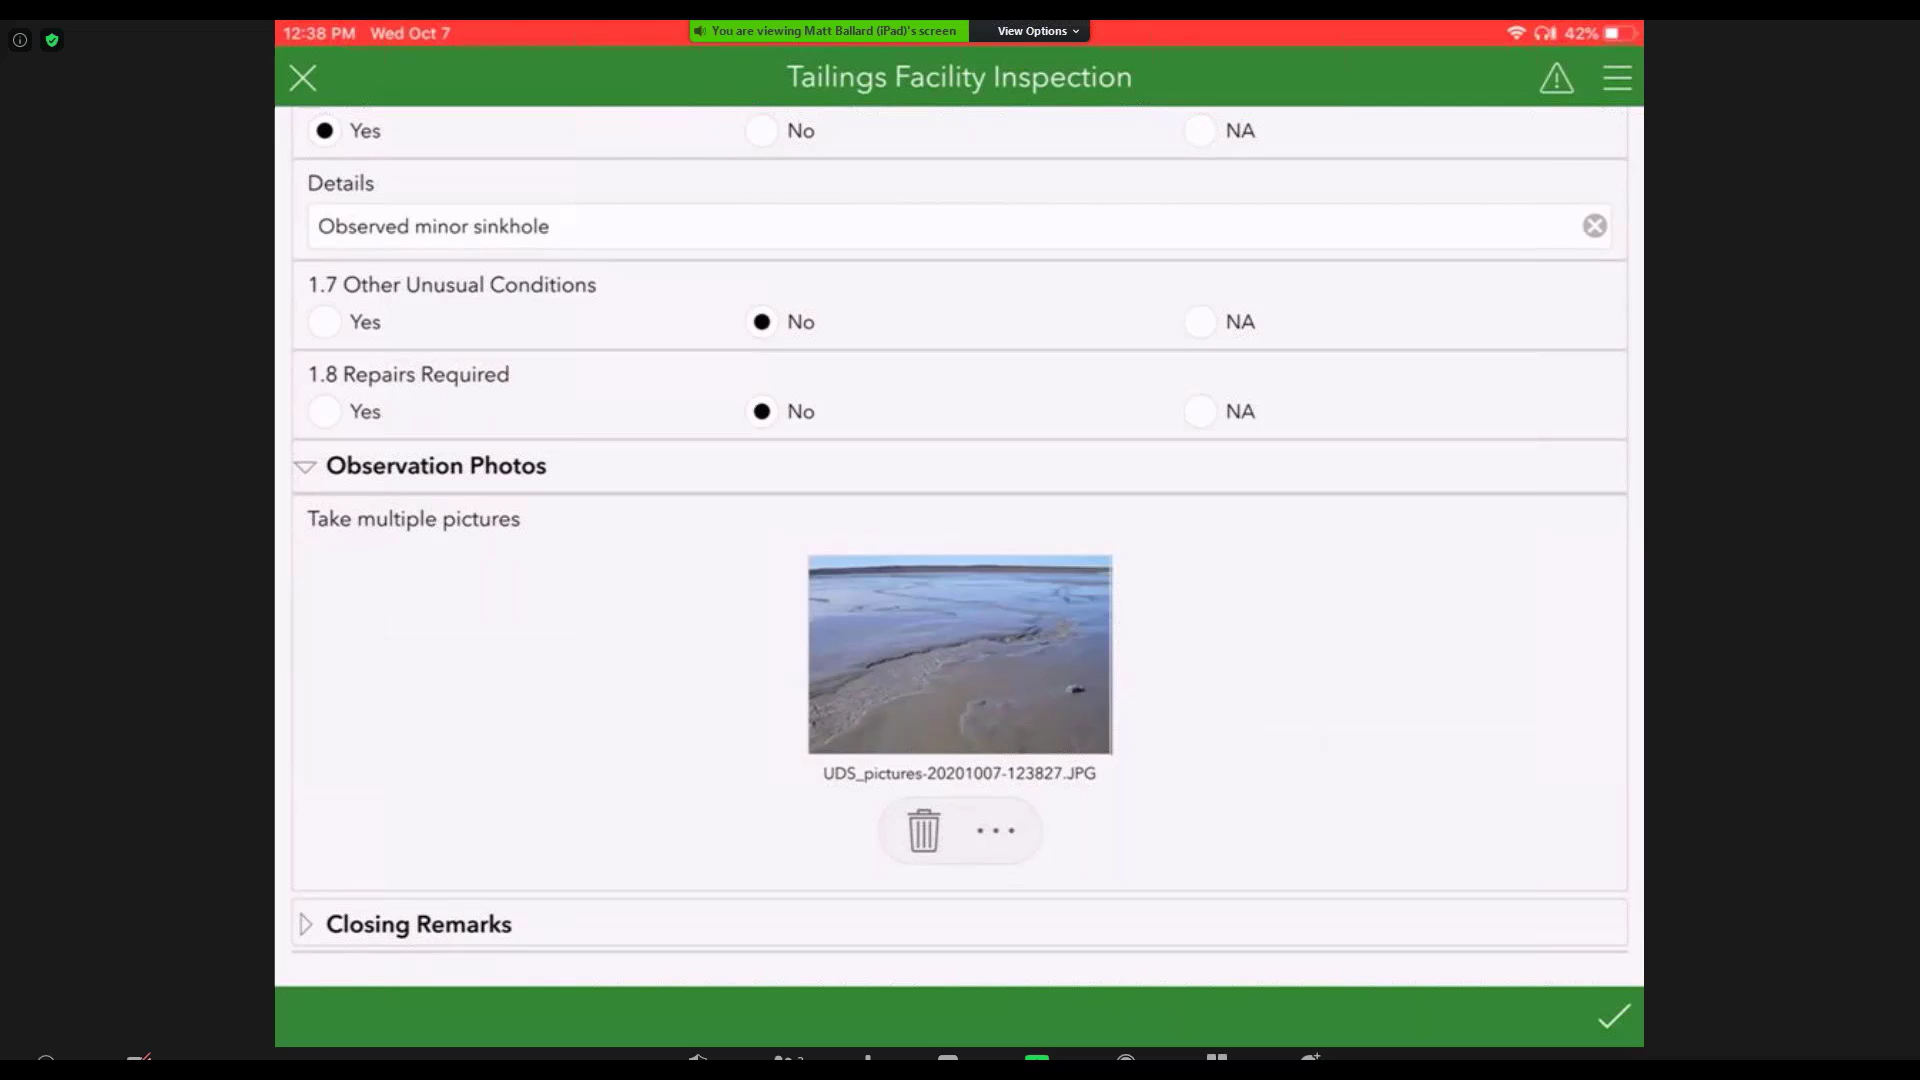 12:38 PM Wed Oct 7
You are viewing Matt Ballard (iPad)'s screen
View Options
42%
Tailings Facility Inspection
Yes No NA
Details
Observed minor sinkhole
1.7 Other Unusual Conditions
Yes No NA
1.8 Repairs Required
Yes No NA
Observation Photos
Take multiple pictures
UDS_pictures-20201007-123827.JPG
Closing Remarks